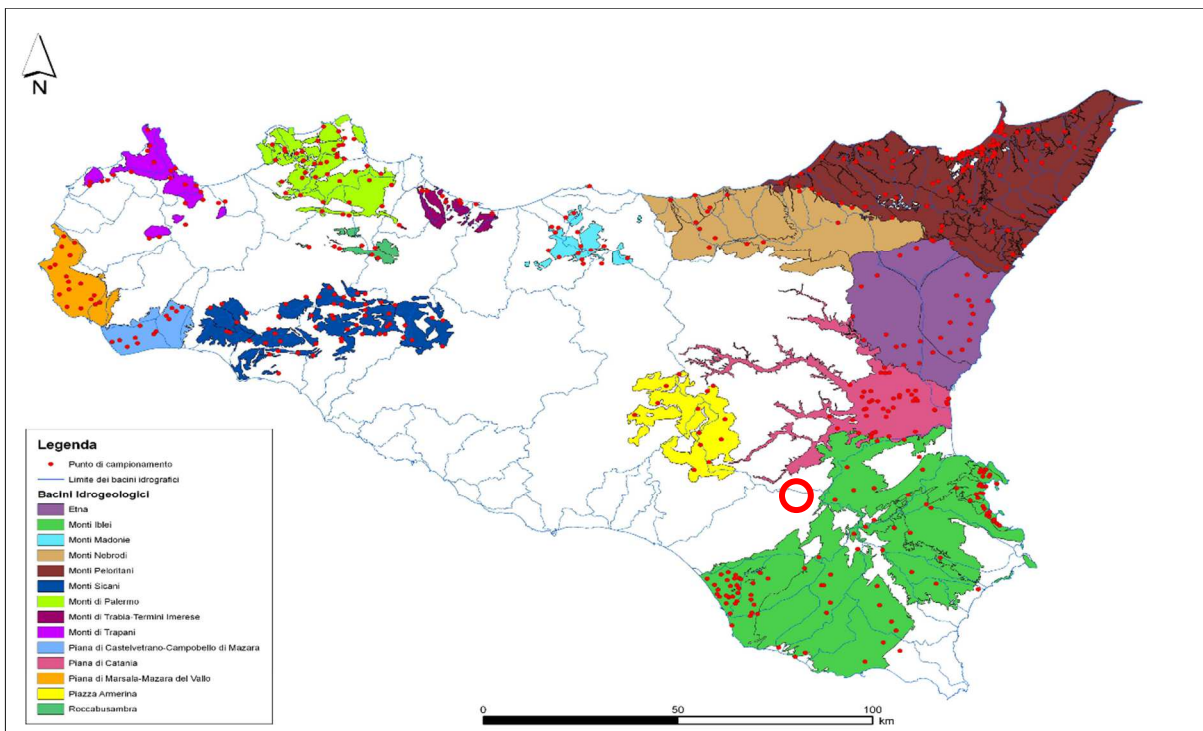 N
Legenda
Punto di campionamento
Limite dei bacini idrografici
Bacini Idrogeologici
Etna
Monti Iblei
Monti Madonie
Monti Nebrodi
Monti Peloritani
Monti Sicani
Monti di Palermo
Monti di Trabia-Termini Imerese
Monti di Trapani
Piana di Castelvetrano-Campobello di Mazara
Piana di Catania
Piana di Marsala-Mazara del Vallo
Piazza Armerina
Roccabusambra
0 50 100
km